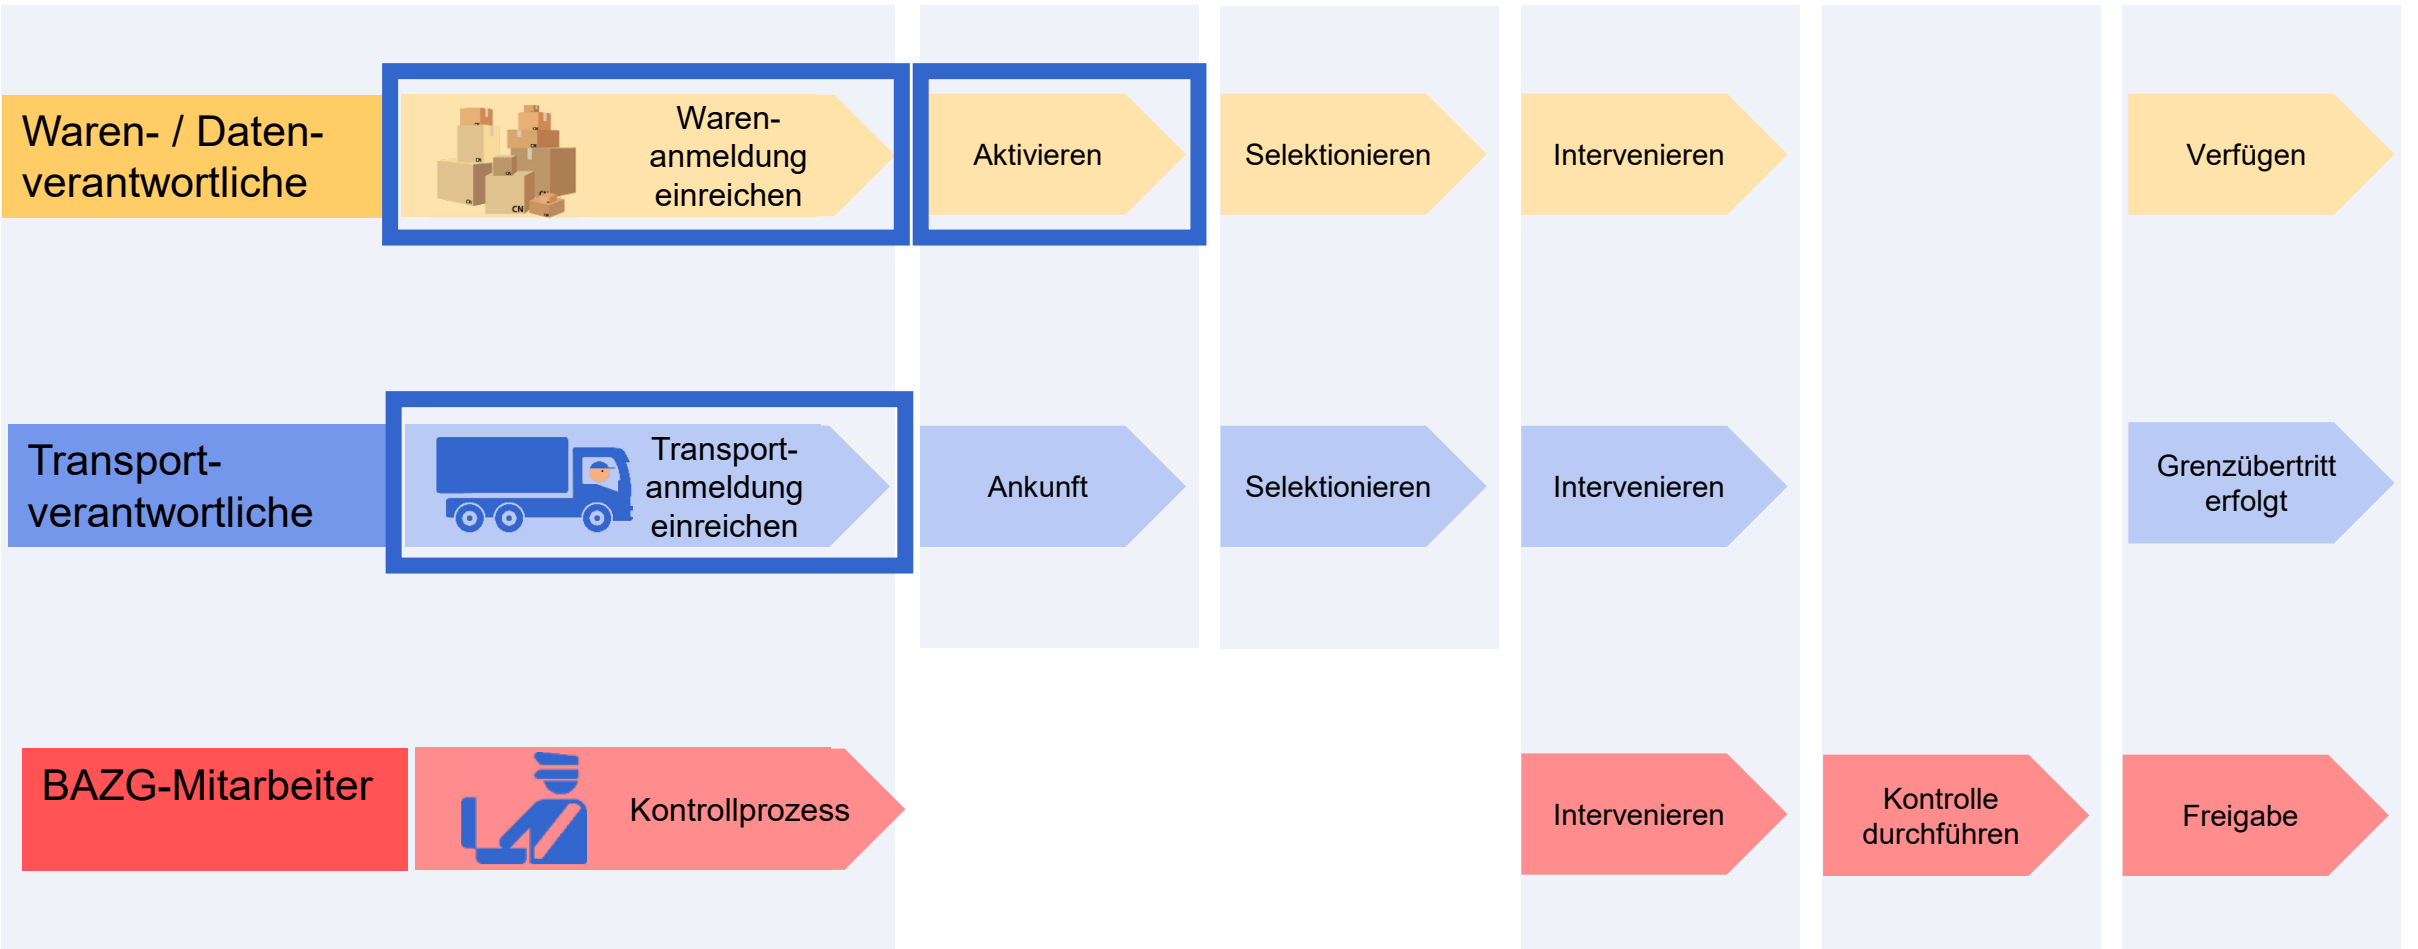 Waren- / Daten-
verantwortliche
Waren-
anmeldung
einreichen
Aktivieren
Selektionieren
Intervenieren
Verfügen
Transport-
verantwortliche
Transport-
anmeldung
einreichen
Ankunft
Selektionieren
Intervenieren
Grenzübertritt
erfolgt
BAZG-Mitarbeiter
Kontrollprozess
Intervenieren
Kontrolle
durchführen
Freigabe
CN